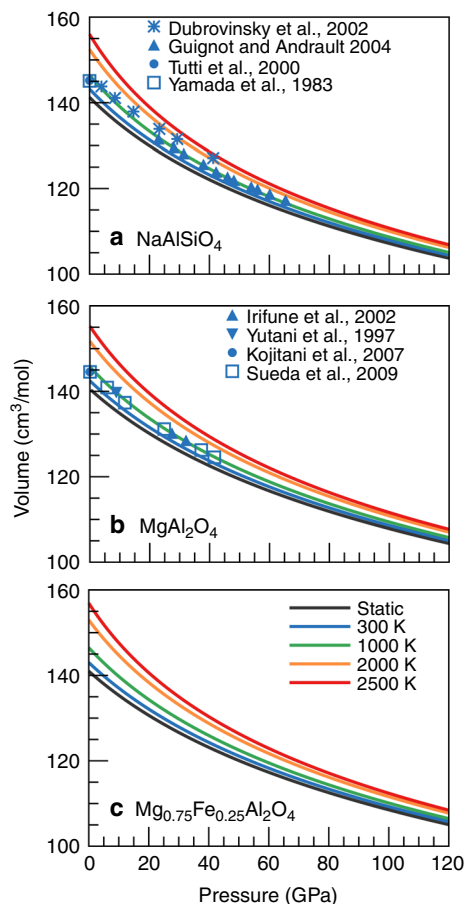 160
140
120
100
Dubrovinsky et al., 2002
Guignot and Andrault 2004
Tutti et al., 2000
Yamada et al., 1983
a NaAlSiO₄
160
140
120
100
Irifune et al., 2002
Yutani et al., 1997
Kojitani et al., 2007
Sueda et al., 2009
b MgAl₂O₄
Volume (cm³/mol)
160
140
120
100
Static
300 K
1000 K
2000 K
2500 K
c Mg₀.₇₅Fe₀.₂₅Al₂O₄
0 20 40 60 80 100 120
Pressure (GPa)